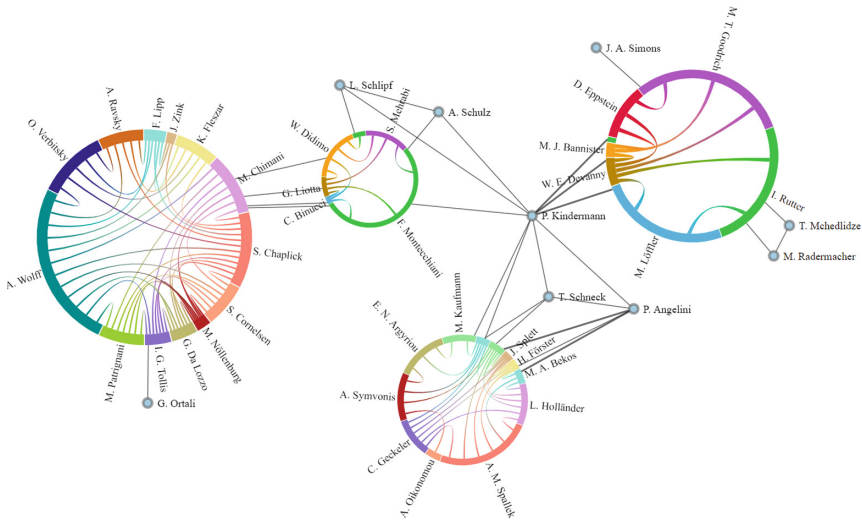 M. T. Goodrich
J. A. Simons
D. Eppstein
M. J. Bannister
W. E. Devanny
M. Löffler
I. Rutter
T. Mchedlidze
M. Radermacher
L. Schlipf
A. Schulz
S. Mehrabi
W. Didimo
G. Liotta
C. Binucci
F. Montecchiani
P. Kindermann
A. Ravsky
F. Lipp
J. Zink
K. Fleszar
O. Verbitsky
M. Chimani
S. Chaplick
A. Wolff
S. Cornelsen
M. Nöllenburg
G. Da Lozzo
I. G. Tollis
M. Patrignani
G. Ortali
T. Schneck
P. Angelini
M. Kaufmann
E. N. Argyriou
J. Splett
H. Förster
M. A. Bekos
A. Symvonis
L. Holländer
C. Geckeler
A. Oikonomou
A. M. Spallek